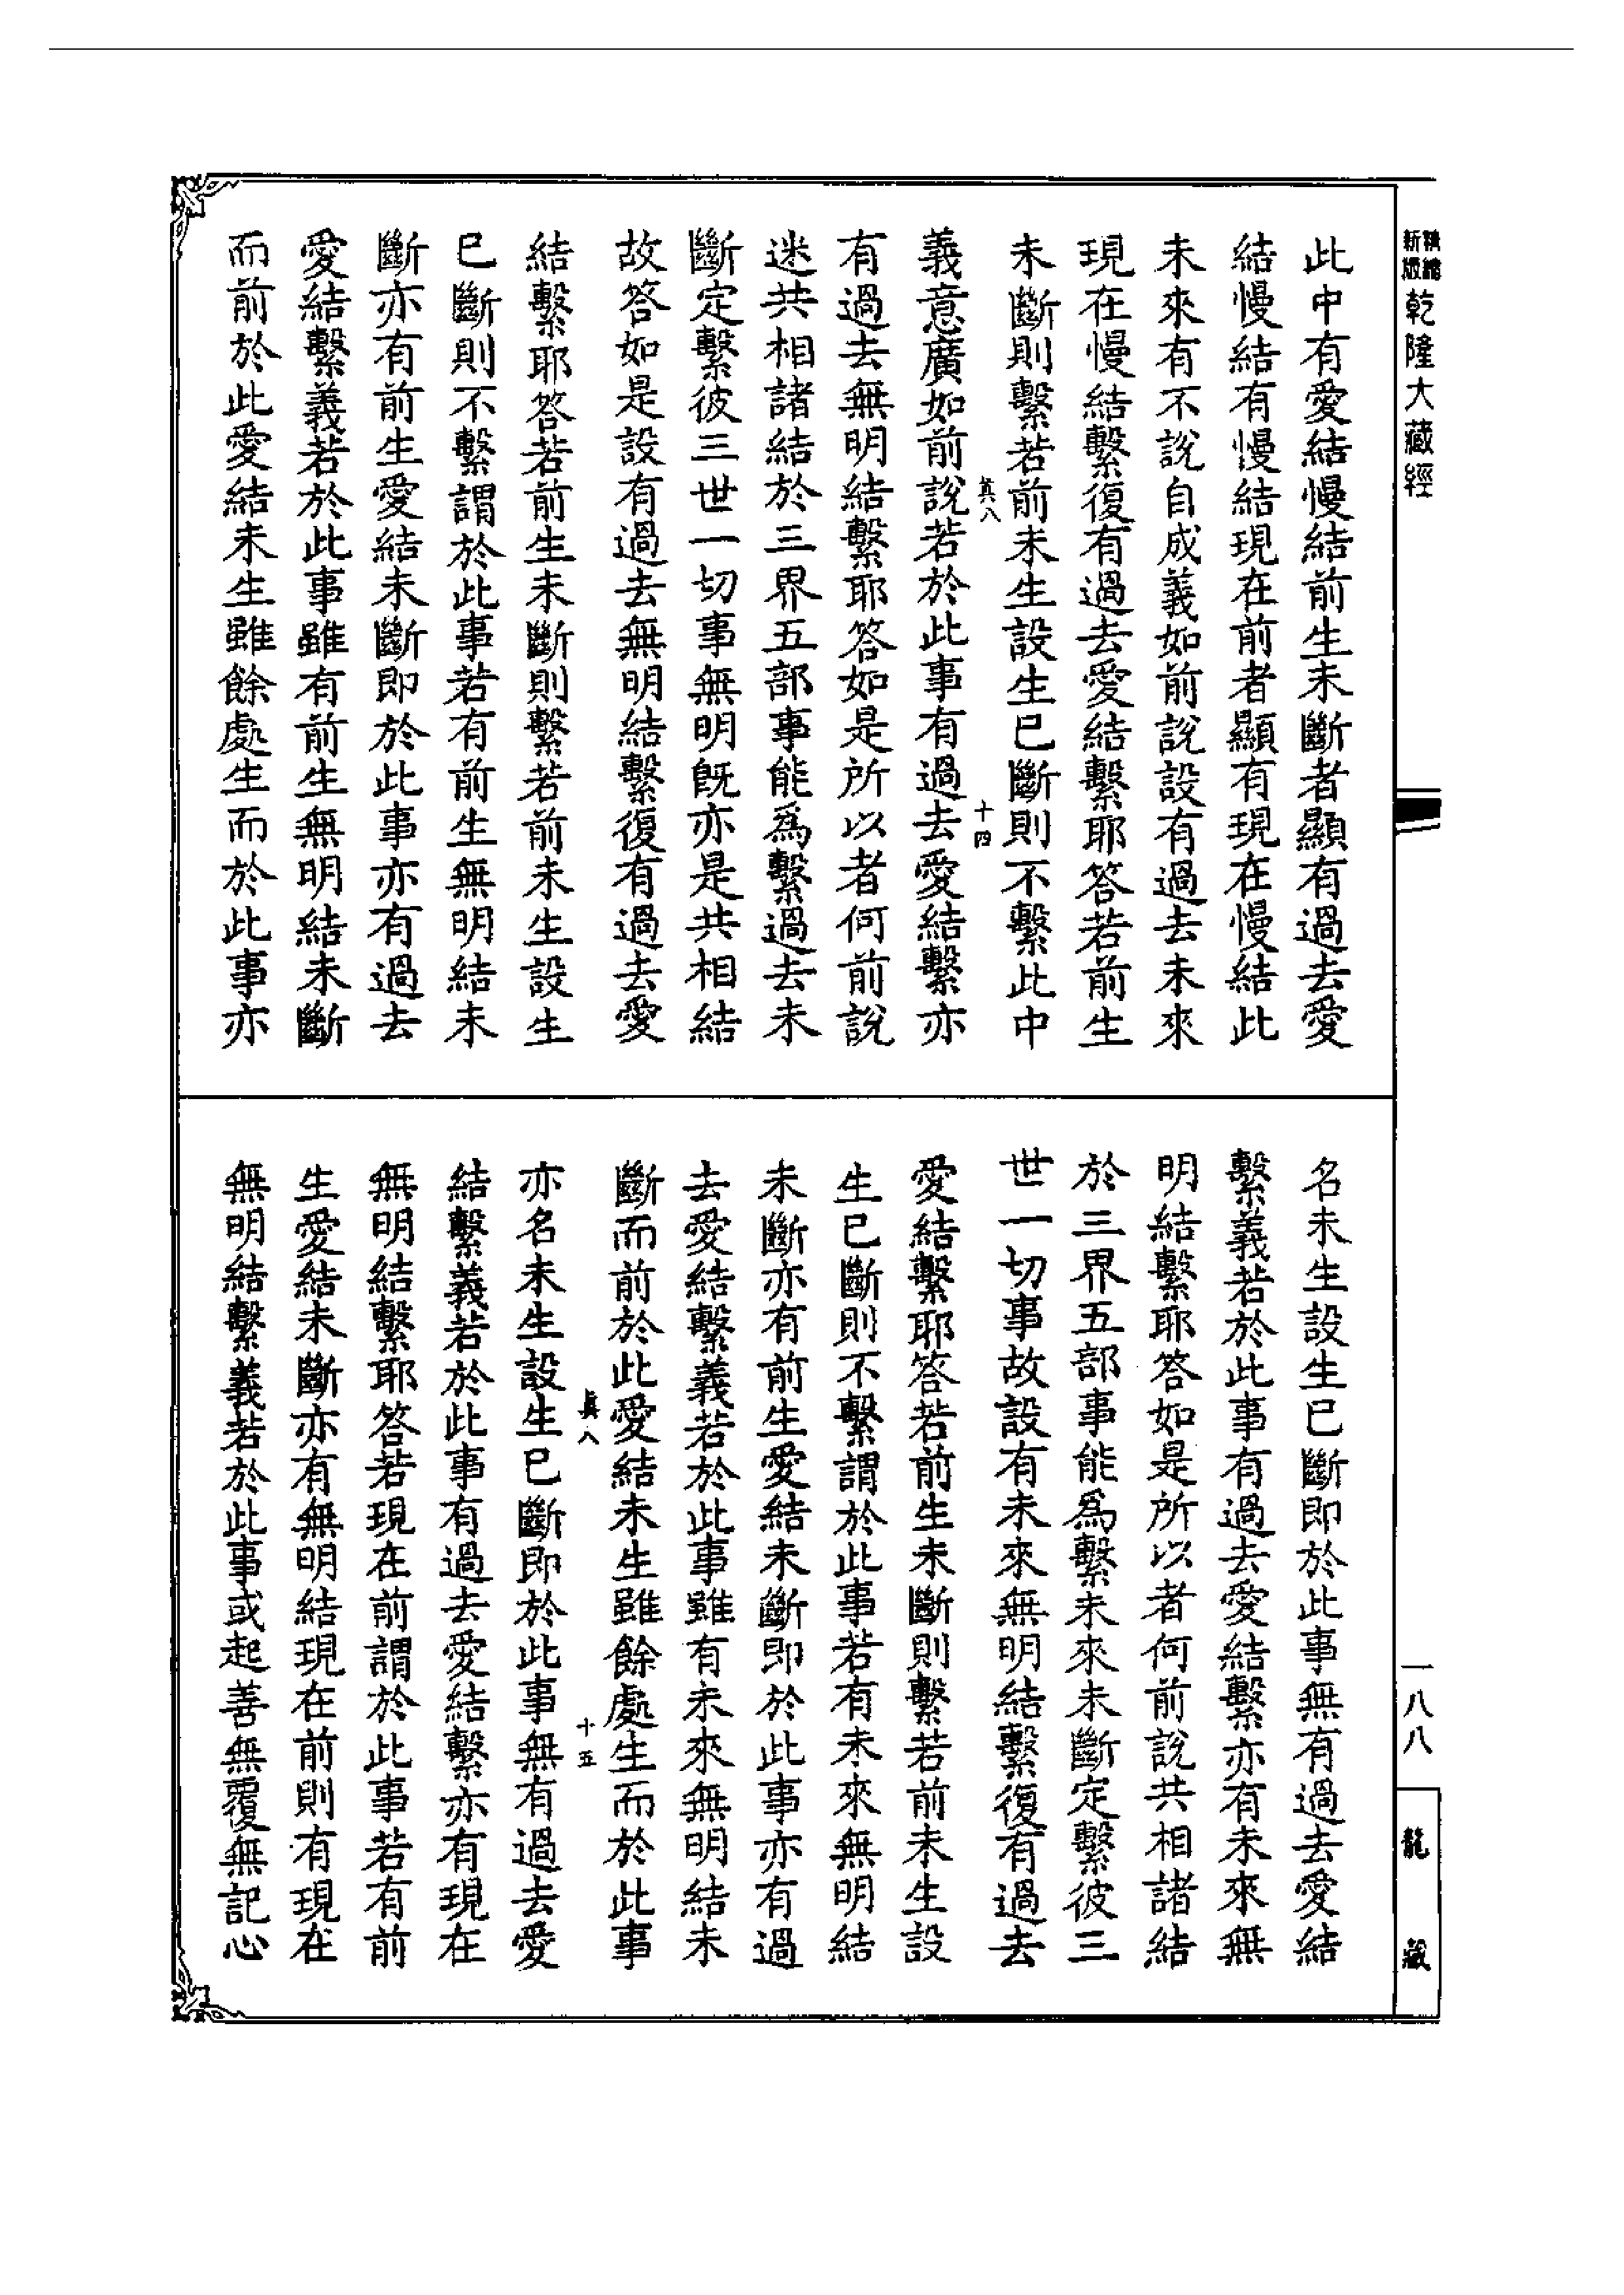 新版 精縮 乾隆大藏經
此中有愛結慢結前生未斷者顯有過去愛
結慢結有慢結現在前者顯有現在慢結此
未來有不說自成義如前說設有過去未來
現在慢結繫復有過去愛結繫耶答若前生
未斷則繫若前未生設生已斷則不繫此中
真八 十四
義意廣如前說若於此事有過去愛結繫亦
有過去無明結繫耶答如是所以者何前說
迷共相諸結於三界五部事能為繫過去未
斷定繫彼三世一切事無明既亦是共相結
故答如是設有過去無明結繫復有過去愛
結繫耶答若前生未斷則繫若前未生設生
已斷則不繫謂於此事若有前生無明結未
斷亦有前生愛結未斷即於此事亦有過去
愛結繫義若於此事雖有前生無明結未斷
而前於此愛結未生雖餘處生而於此事亦
名未生設生已斷即於此事無有過去愛結
繫義若於此事有過去愛結繫亦有未來無
明結繫耶答如是所以者何前說共相諸結
於三界五部事能為繫未來未斷定繫彼三
世一切事故設有未來無明結繫復有過去
愛結繫耶答若前生未斷則繫若前未生設
生已斷則不繫謂於此事若有未來無明結
未斷亦有前生愛結未斷即於此事亦有過
去愛結繫義若於此事雖有未來無明結未
斷而前於此愛結未生雖餘處生而於此事
真八 十五
亦名未生設生已斷即於此事無有過去愛
結繫義若於此事有過去愛結繫亦有現在
無明結繫耶答若現在前謂於此事若有前
生愛結未斷亦有無明結現在前則有現在
無明結繫義若於此事或起善無覆無記心
一八八
龍藏